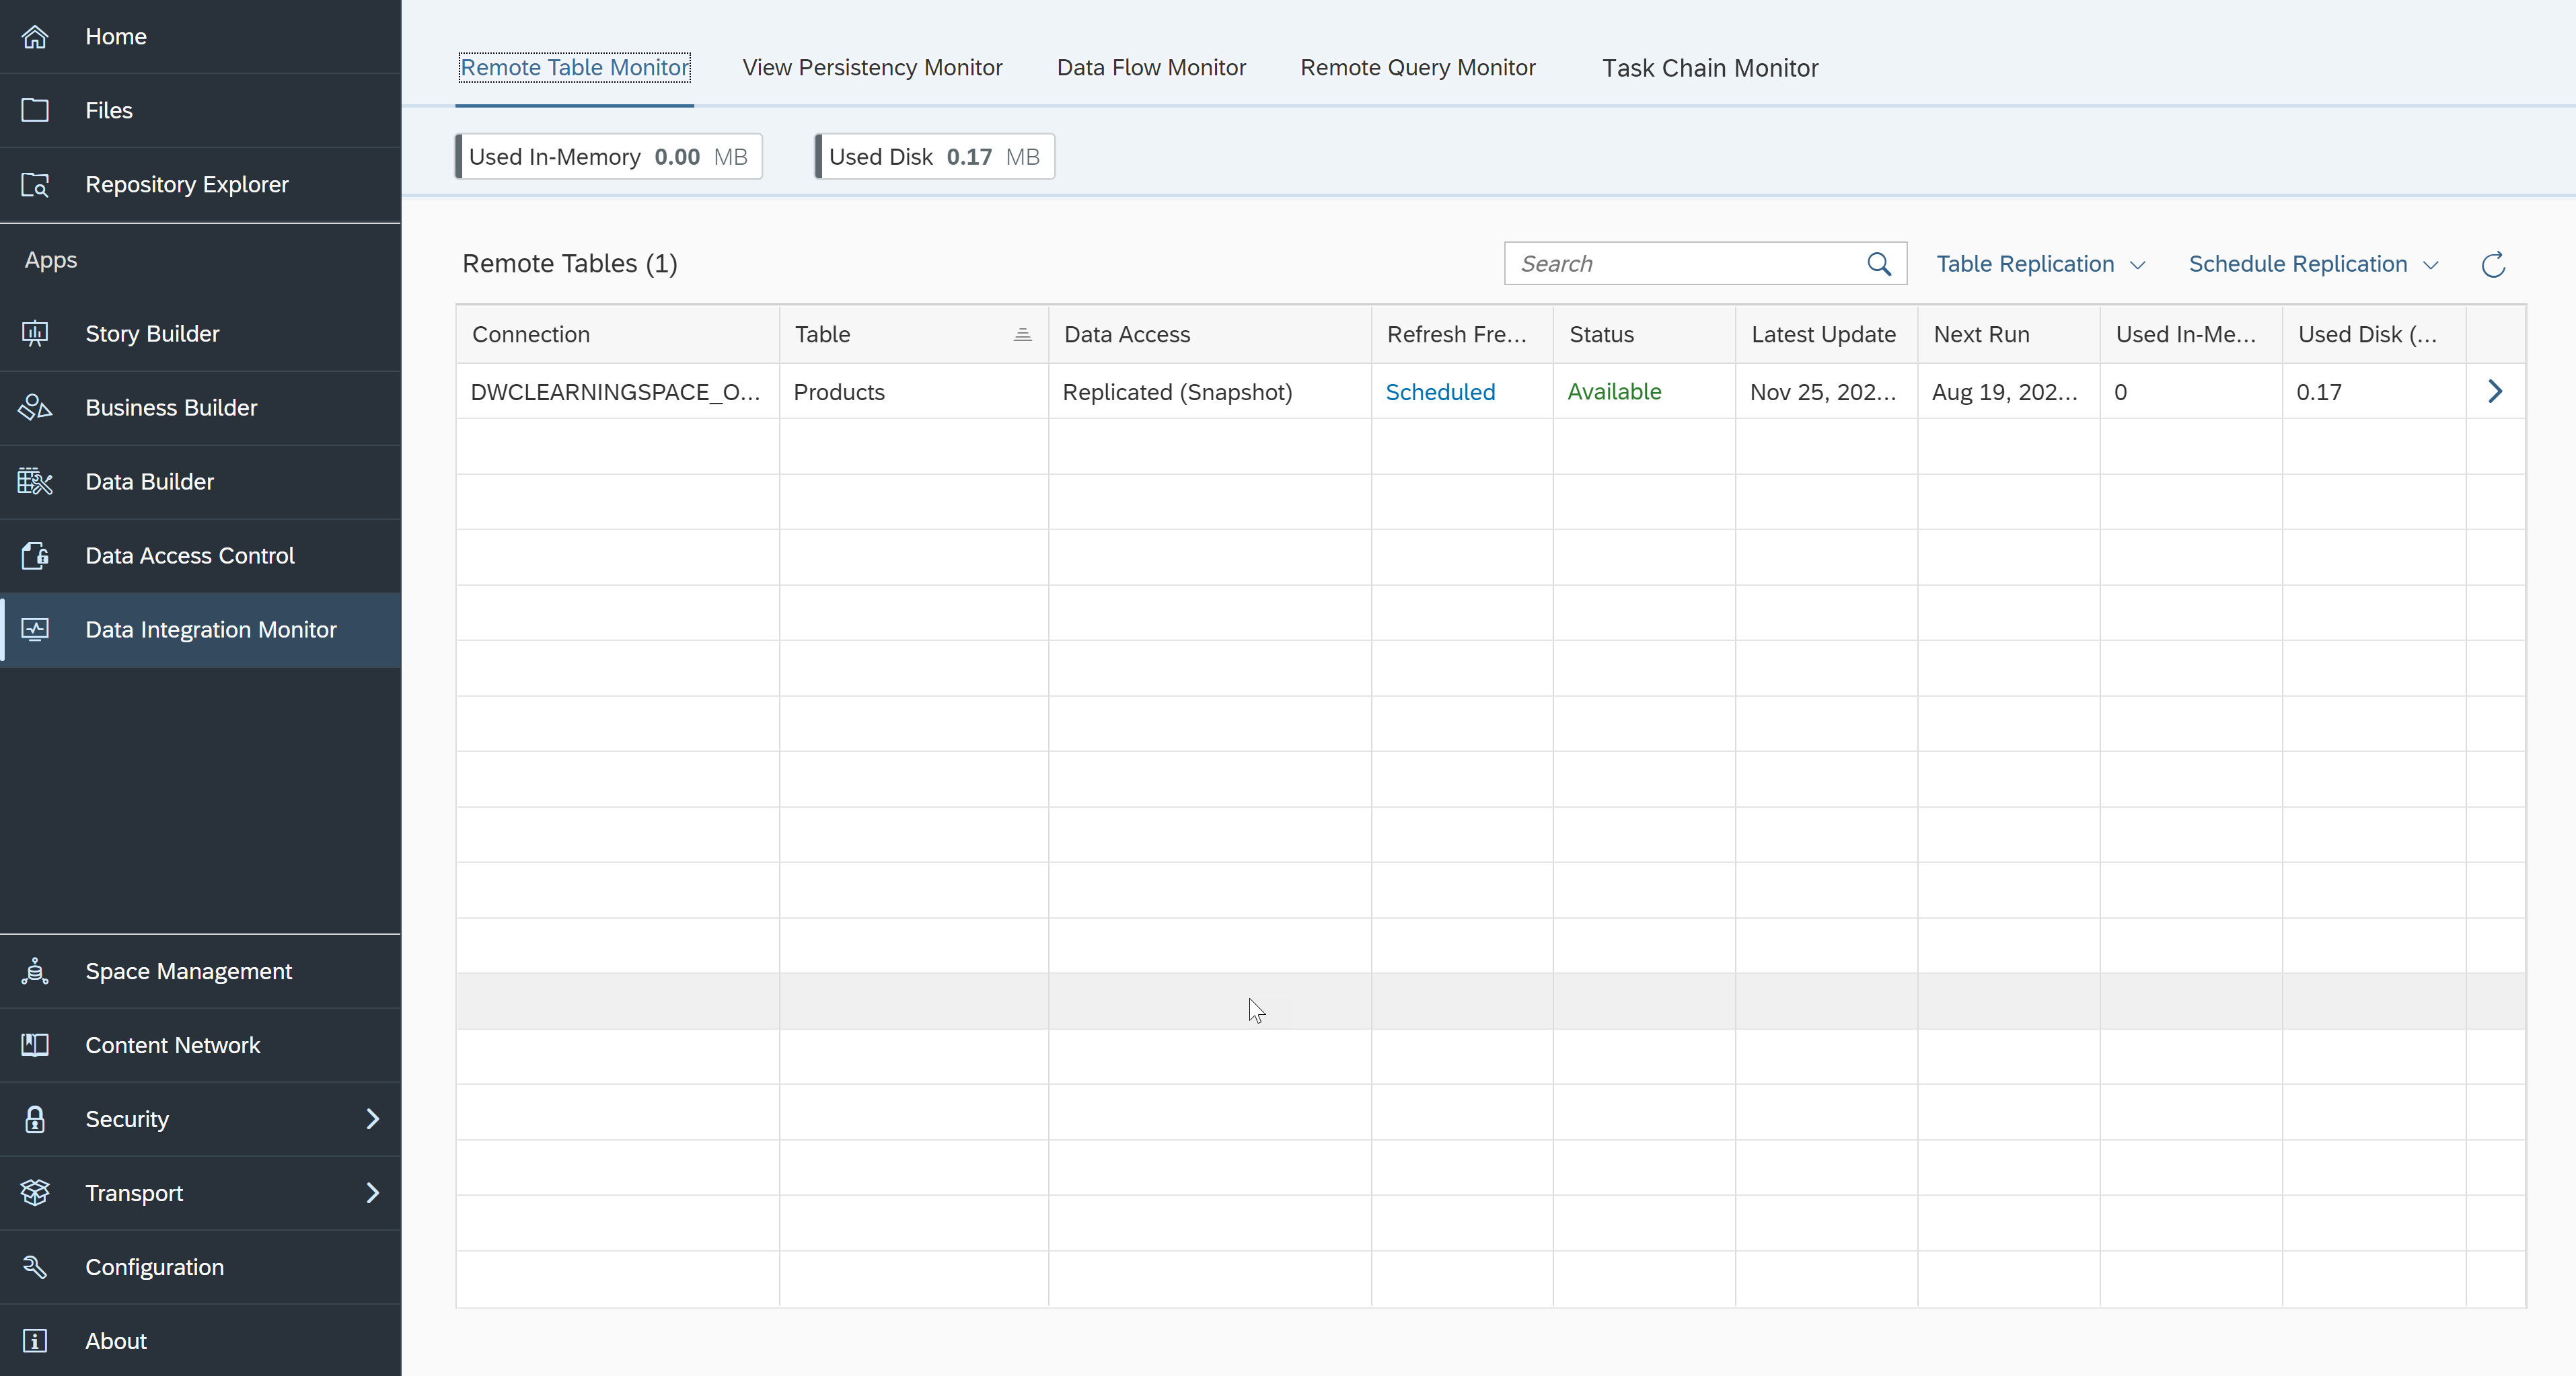 Home
Files
Repository Explorer
Apps
Story Builder
Business Builder
Data Builder
Data Access Control
Data Integration Monitor
Space Management
Content Network
Security
Transport
Configuration
About
Remote Table Monitor View Persistency Monitor Data Flow Monitor Remote Query Monitor Task Chain Monitor
Used In-Memory 0.00 MB Used Disk 0.17 MB
Remote Tables (1) Search Table Replication Schedule Replication
Connection Table Data Access Refresh Fre... Status Latest Update Next Run Used In-Me... Used Disk (...
DWCLEARNINGSPACE_O... Products Replicated (Snapshot) Scheduled Available Nov 25, 202... Aug 19, 202... 0 0.17